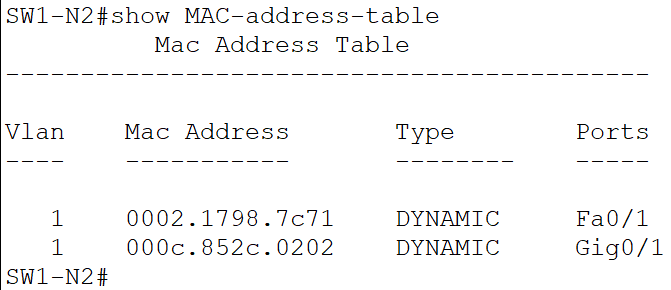 SW1-N2#show MAC-address-table
Mac Address Table
-------------------------------------------
Vlan    Mac Address       Type        Ports
----    -----------       --------    -----
1    0002.1798.7c71    DYNAMIC     Fa0/1
1    000c.852c.0202    DYNAMIC     Gig0/1
SW1-N2#